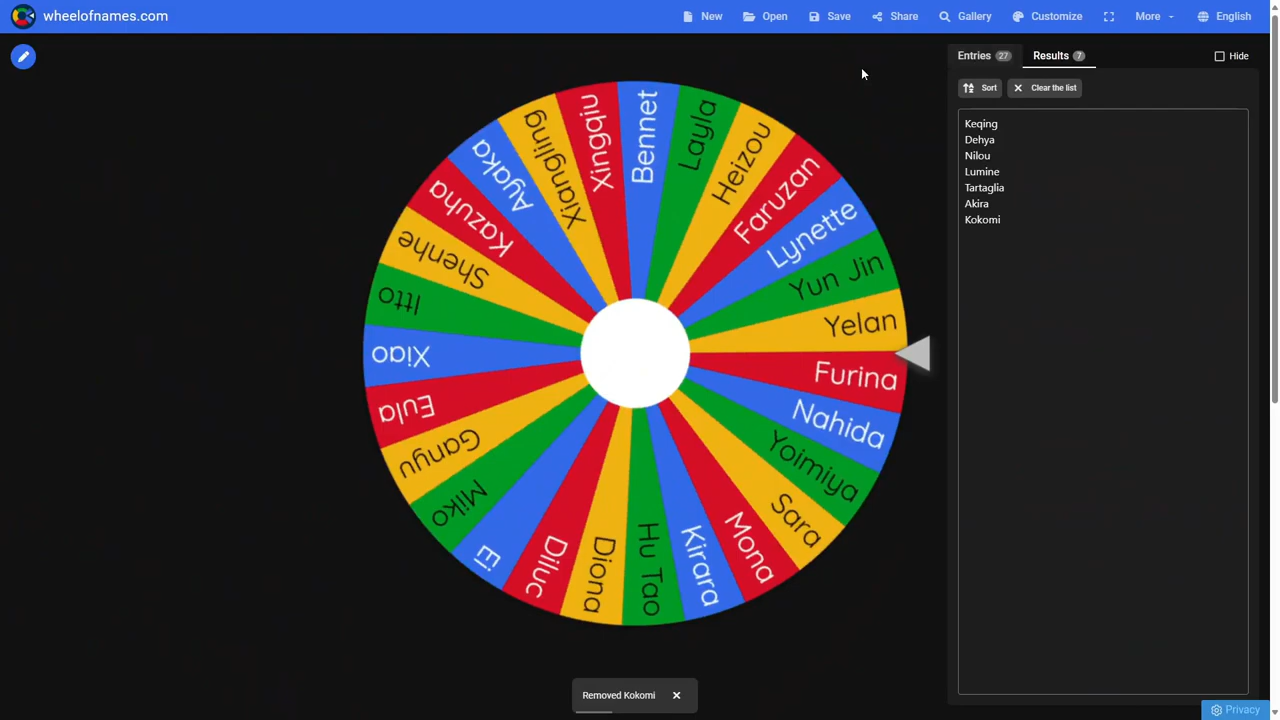 wheelofnames.com
New
Open
Save
Share
Gallery
Customize
More
English
Entries 27
Results 7
Hide
Sort
Clear the list
Keqing
Dehya
Nilou
Lumine
Tartaglia
Akira
Kokomi
Bennet
Layla
Heizou
Faruzan
Lynette
Yun Jin
Yelan
Furina
Nahida
Yoimiya
Sara
Mona
Kirara
Hu Tao
Diona
Diluc
Ei
Miko
Ganyu
Eula
Xiao
Itto
Shenhe
Kazuha
Ayaka
Xiangling
Xingqiu
Removed Kokomi
Privacy